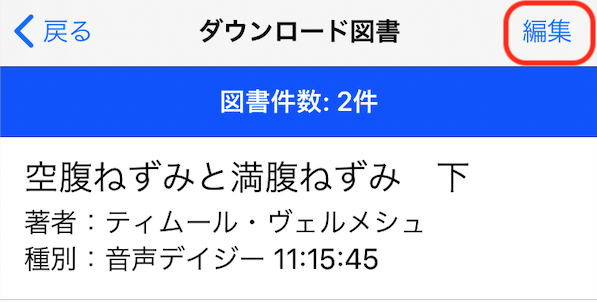 戻る ダウンロード図書 編集
図書件数: 2件
空腹ねずみと満腹ねずみ　下
著者：ティムール・ヴェルメシュ
種別：音声デイジー 11:15:45